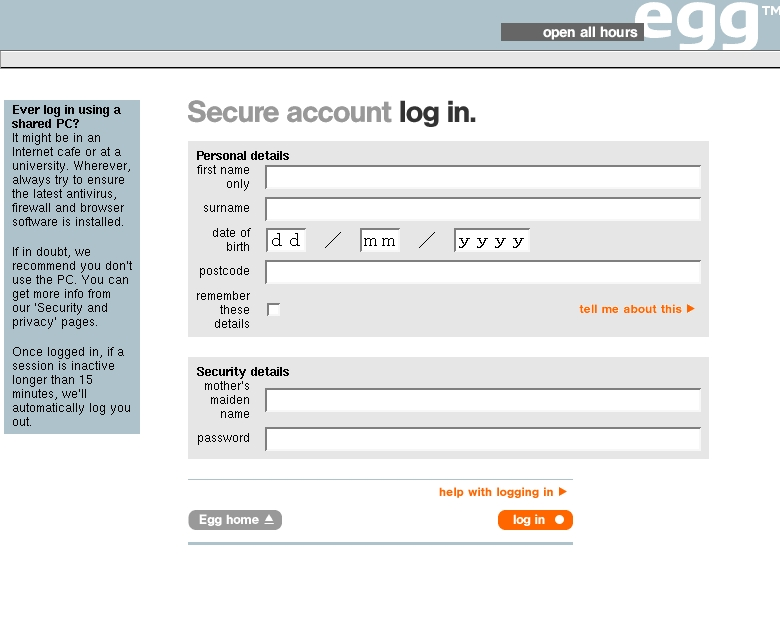 egg™
open all hours
Ever log in using a
shared PC?
It might be in an
Internet cafe or at a
university. Wherever,
always try to ensure
the latest antivirus,
firewall and browser
software is installed.
If in doubt, we
recommend you don't
use the PC. You can
get more info from
our 'Security and
privacy' pages.
Once logged in, if a
session is inactive
longer than 15
minutes, we'll
automatically log you
out.
Secure account log in.
Personal details
first name
only
surname
date of
birth
dd / mm / yyyy
postcode
remember
these
details
tell me about this
Security details
mother's
maiden
name
password
help with logging in
Egg home
log in